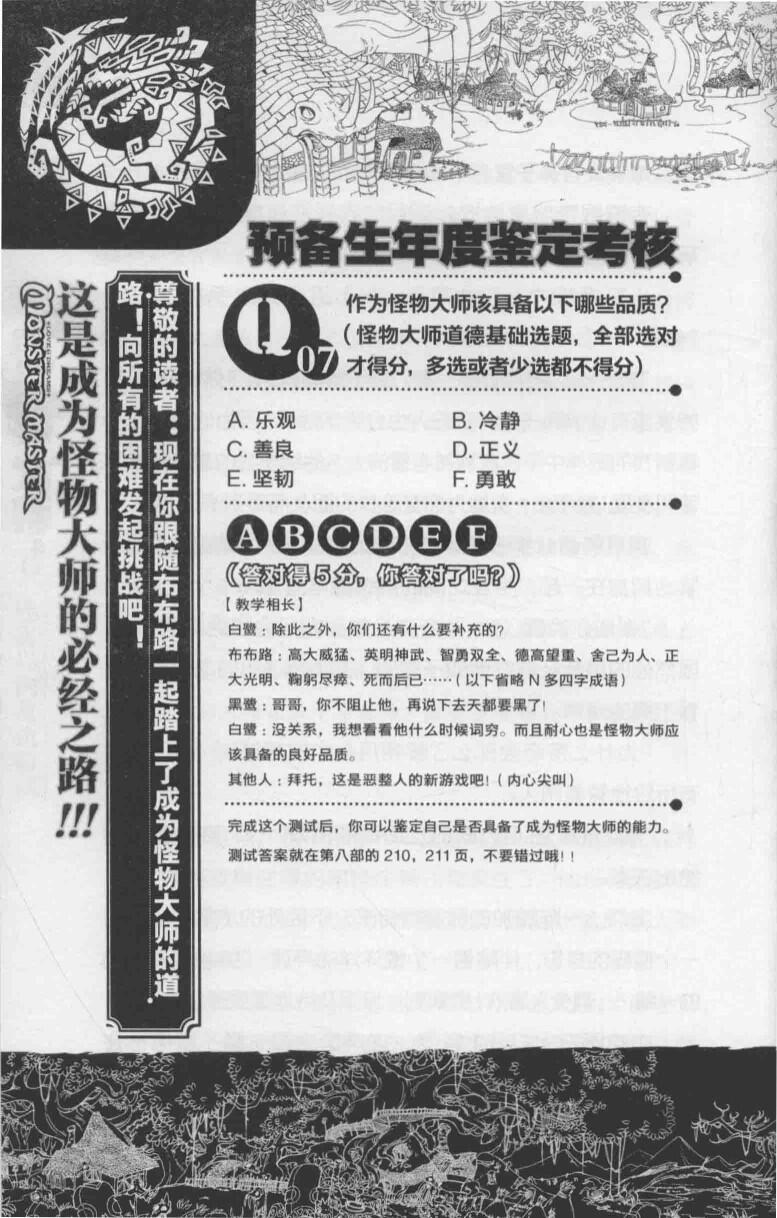 预备生年度鉴定考核
Q
07
作为怪物大师该具备以下哪些品质？
（怪物大师道德基础选题，全部选对
才得分，多选或者少选都不得分）
A. 乐观
B. 冷静
C. 善良
D. 正义
E. 坚韧
F. 勇敢
A B C D E F
（答对得 5 分，你答对了吗？）
【 教学相长 】
白鹭：除此之外，你们还有什么要补充的？
布布路：高大威猛、英明神武、智勇双全、德高望重、舍己为人、正
大光明、鞠躬尽瘁、死而后已……（以下省略 N 多四字成语）
黑鹭：哥哥，你不阻止他，再说下去天都要黑了！
白鹭：没关系，我想看看他什么时候词穷。而且耐心也是怪物大师应
该具备的良好品质。
其他人：拜托，这是恶整人的新游戏吧！（内心尖叫）
完成这个测试后，你可以鉴定自己是否具备了成为怪物大师的能力。
测试答案就在第八部的 210，211 页，不要错过哦！！
尊敬的读者：现在你跟随布布路一起踏上了成为怪物大师的道
路！向所有的困难发起挑战吧！
这是成为怪物大师的必经之路!!!
MONSTER MASTER